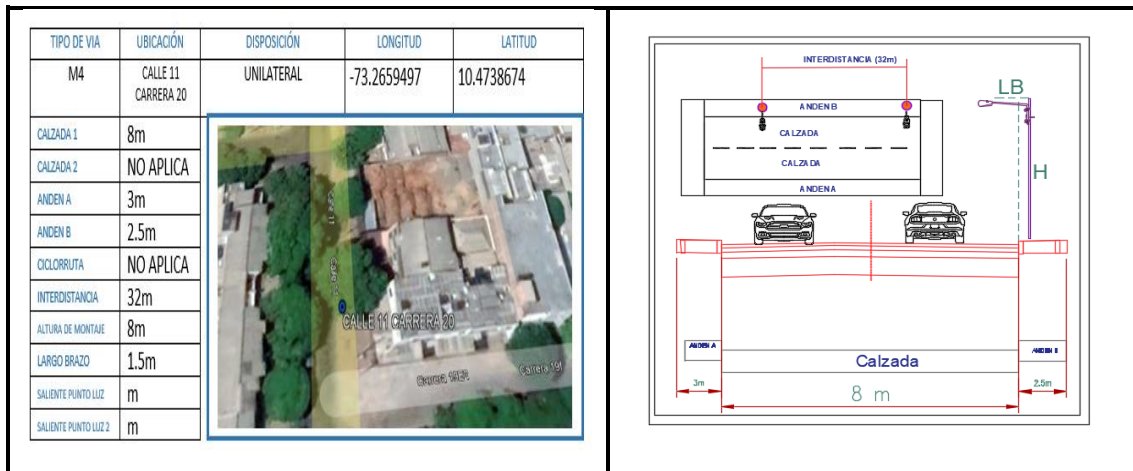 TIPO DE VIA UBICACIÓN DISPOSICIÓN LONGITUD LATITUD
M4 CALLE 11 CARRERA 20 UNILATERAL -73.2659497 10.4738674
CALZADA 1 8m
CALZADA 2 NO APLICA
ANDEN A 3m
ANDEN B 2.5m
CICLORRUTA NO APLICA
INTERDISTANCIA 32m
ALTURA DE MONTAJE 8m
LARGO BRAZO 1.5m
SALIENTE PUNTO LUZ m
SALIENTE PUNTO LUZ 2 m
Calle 11
CALLE 11 CARRERA 20
Carrera 19
INTERDISTANCIA (32m)
ANDEN B
CALZADA
CALZADA
ANDEN A
LB
H
ANDEN A
Calzada
ANDEN B
3m
8 m
2.5m